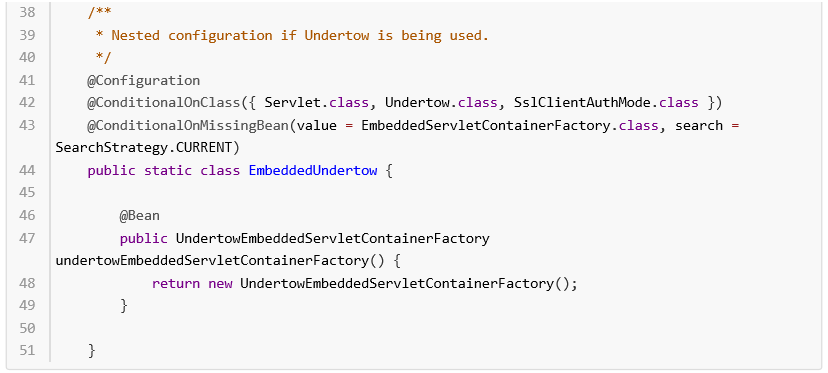 38 /**
39 * Nested configuration if Undertow is being used.
40 */
41 @Configuration
42 @ConditionalOnClass({ Servlet.class, Undertow.class, SslClientAuthMode.class })
43 @ConditionalOnMissingBean(value = EmbeddedServletContainerFactory.class, search =
SearchStrategy.CURRENT)
44 public static class EmbeddedUndertow {
45
46 @Bean
47 public UndertowEmbeddedServletContainerFactory
undertowEmbeddedServletContainerFactory() {
48 return new UndertowEmbeddedServletContainerFactory();
49 }
50
51 }